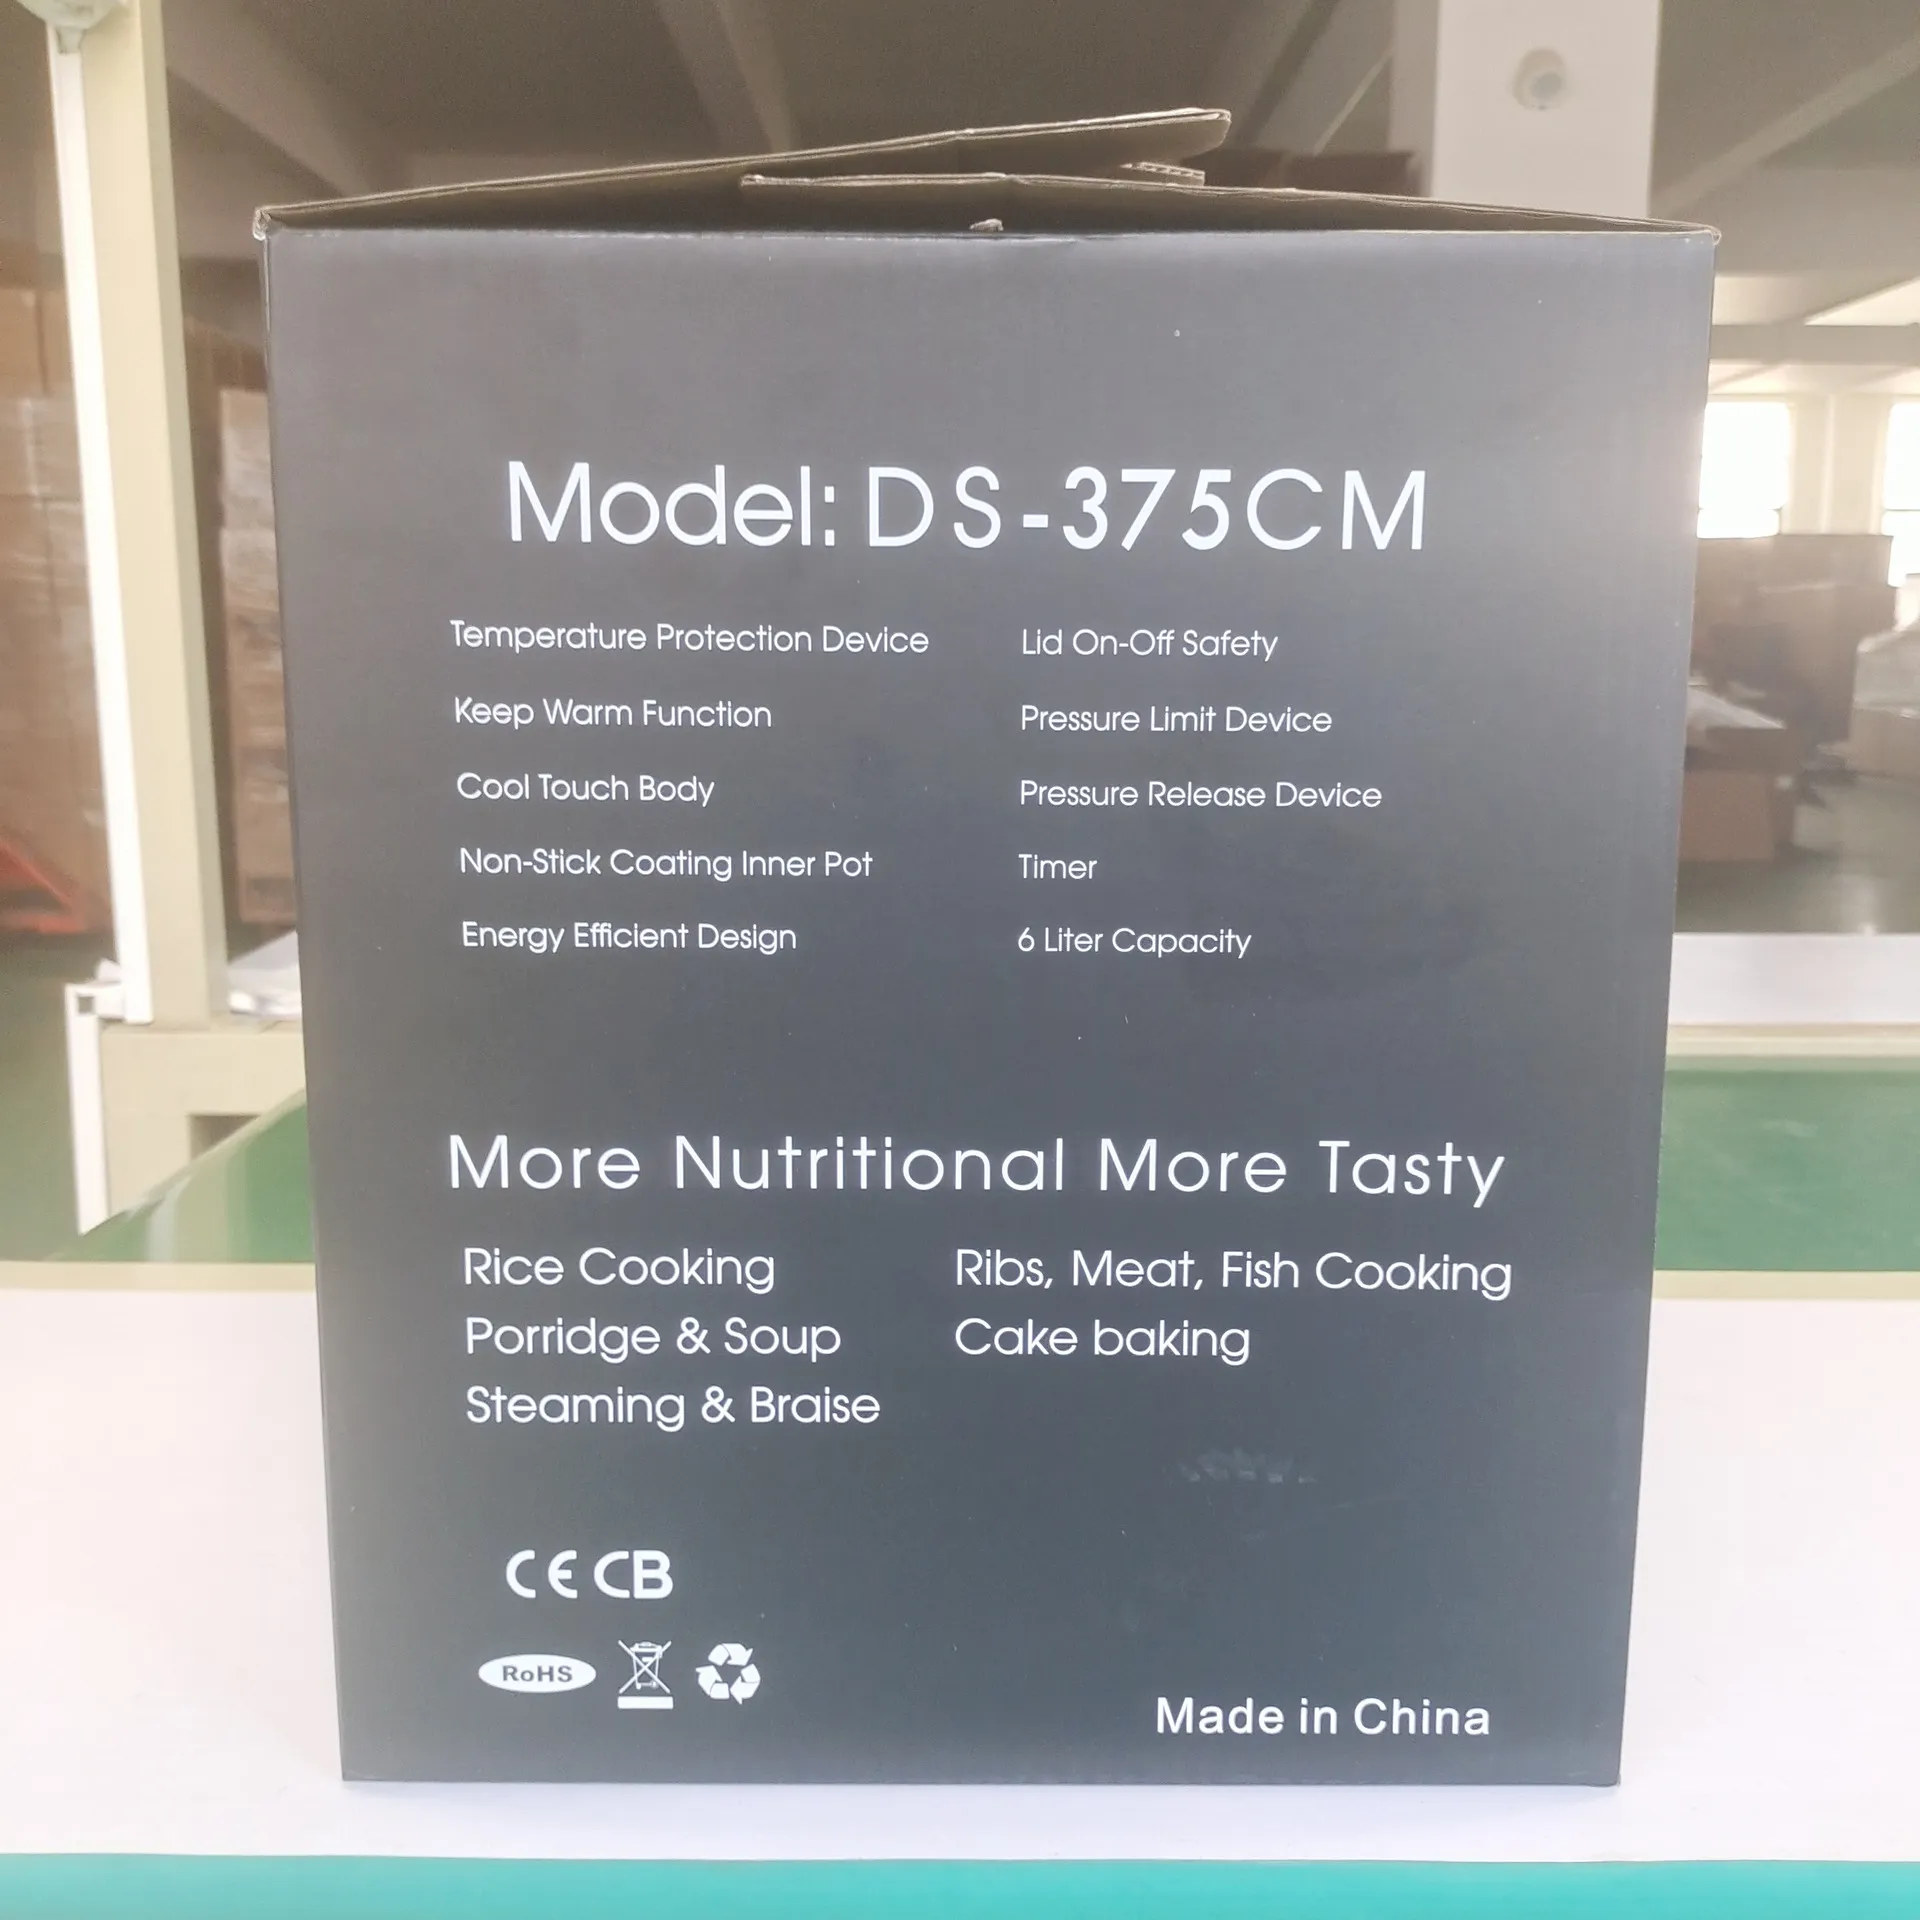 Model: DS-375CM
Temperature Protection Device
Keep Warm Function
Cool Touch Body
Non-Stick Coating Inner Pot
Energy Efficient Design
Lid On-Off Safety
Pressure Limit Device
Pressure Release Device
Timer
6 Liter Capacity
More Nutritional More Tasty
Rice Cooking
Porridge & Soup
Steaming & Braise
Ribs, Meat, Fish Cooking
Cake baking
CE CB
RoHS
Made in China